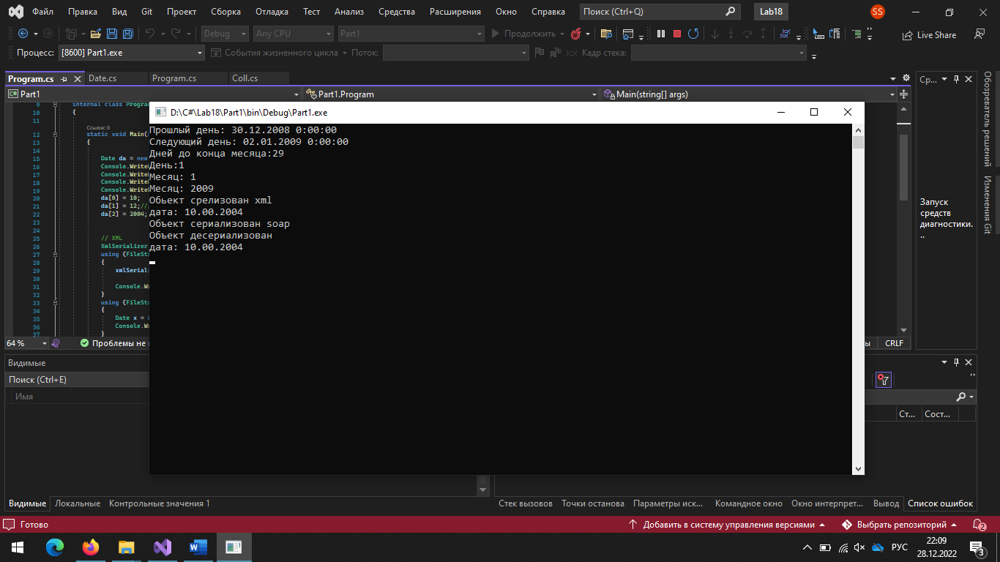 Файл Правка Вид Git Проект Сборка Отладка Тест Анализ Средства Расширения Окно Справка Поиск (Ctrl+Q) Lab18 SS
Debug Any CPU Part1 Продолжить Live Share
Процесс: [8600] Part1.exe События жизненного цикла Поток: Кадр стека:
Program.cs Date.cs Program.cs Coll.cs
C# Part1 Part1.Program Main(string[] args)
Ср...
Обозреватель решений
Изменения Git
9 internal class Program
10 {
11
Ссылок: 0
12 static void Main(
13 {
14
15 Date da = new
16 Console.Write
17 Console.Write
18 Console.Write
19 Console.Write
20 da[0] = 10;
21 da[1] = 12;//
22 da[2] = 2004;
23
24
25 // XML
26 XmlSerializer
27 using (FileSt
28 {
29 xmlSeriali
30
31 Console.W
32 }
33 using (FileSt
34 {
35 Date x =
36 Console.W
37 }
D:\C#\Lab18\Part1\bin\Debug\Part1.exe
Прошлый день: 30.12.2008 0:00:00
Следующий день: 02.01.2009 0:00:00
Дней до конца месяца:29
День:1
Месяц: 1
Месяц: 2009
Обьект срелизован xml
дата: 10.00.2004
Объект сериализован soap
Объект десериализован
дата: 10.00.2004
Запуск
средств
диагностики.
..
64 % Проблемы не ы CRLF
Видимые
Поиск (Ctrl+E)
Имя
Ст... Сост...
Видимые Локальные Контрольные значения 1
Стек вызовов Точки останова Параметры иск... Командное окно Окно интерпрет... Вывод Список ошибок
Готово Добавить в систему управления версиями Выбрать репозиторий 2
РУС 22:09
28.12.2022 3